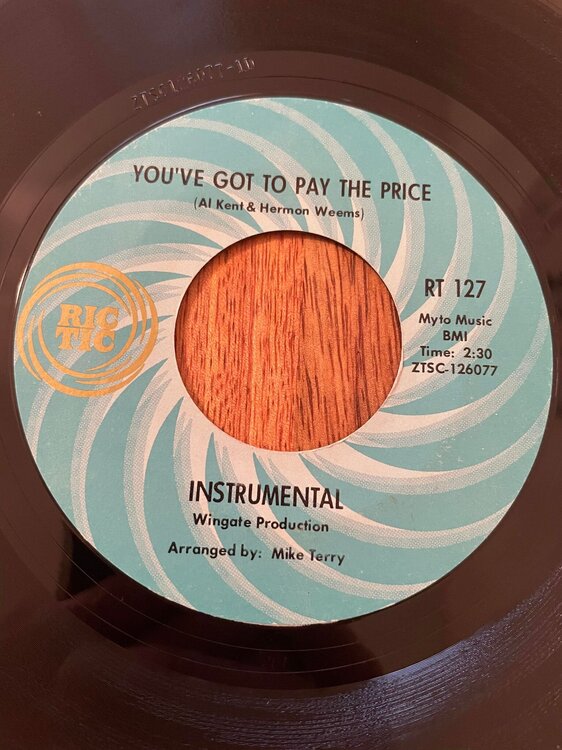 YOU'VE GOT TO PAY THE PRICE
(Al Kent & Hermon Weems)
RIC
TIC
RT 127
Myto Music
BMI
Time: 2:30
ZTSC-126077
INSTRUMENTAL
Wingate Production
Arranged by: Mike Terry